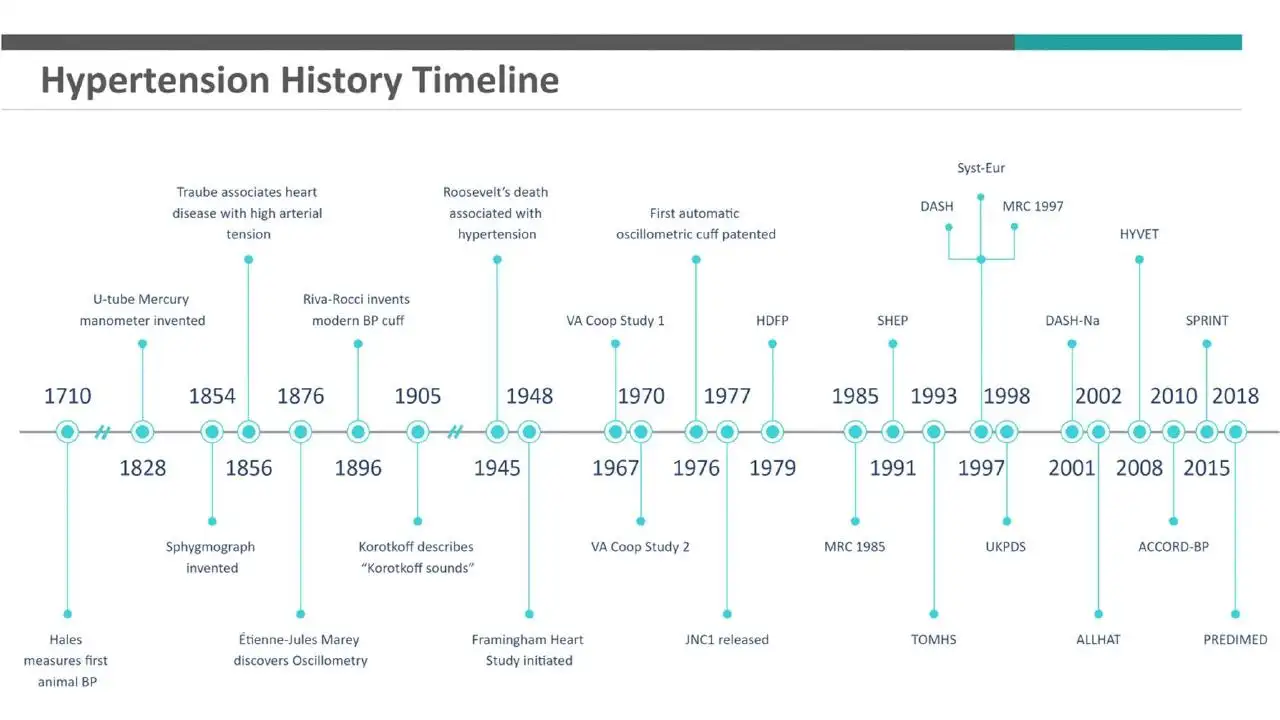 Hypertension History Timeline
Syst-Eur
DASH
MRC 1997
Traube associates heart
disease with high arterial
tension
Roosevelt’s death
associated with
hypertension
First automatic
oscillometric cuff patented
HYVET
U-tube Mercury
manometer invented
Riva-Rocci invents
modern BP cuff
VA Coop Study 1
HDFP
SHEP
DASH-Na
SPRINT
1710
1854
1876
1905
1948
1970
1977
1985
1993
1998
2002
2010
2018
1828
1856
1896
1945
1967
1976
1979
1991
1997
2001
2008
2015
Sphygmograph
invented
Korotkoff describes
“Korotkoff sounds”
VA Coop Study 2
MRC 1985
UKPDS
ACCORD-BP
Hales
measures first
animal BP
Étienne-Jules Marey
discovers Oscillometry
Framingham Heart
Study initiated
JNC1 released
TOMHS
ALLHAT
PREDIMED